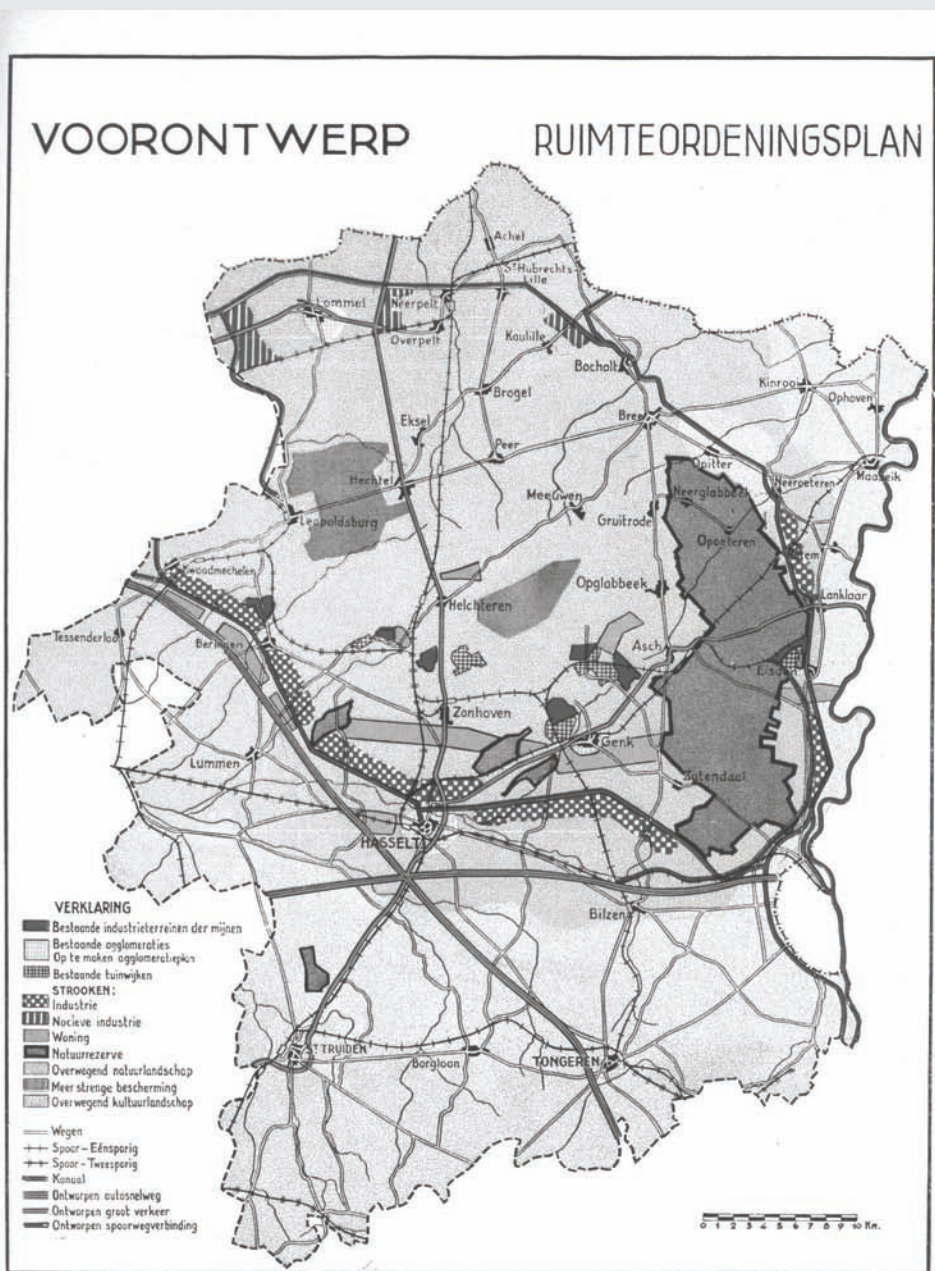 VOORONTWERP RUIMTEORDENINGSPLAN
Achel
St Hubrechts
Lille
Lommel
Neerpelt
Overpelt
Kaulille
Bocholt
Kinrooi
Ophoven
Brogel
Bree
Eksel
Peer
Opitter
Maaseik
Hechtel
Neerpeteren
Neerglabbeek
Meeuwen
Gruitrode
Leopoldsburg
Opoeteren
Kwaadmechelen
Opglabbeek
Lanklaar
Helchteren
Tessenderloo
Beringen
Asch
Eisden
Zonhoven
Genk
Lummen
Zutendaal
HASSELT
Bilzen
ST TRUIDEN
Borgloon
TONGEREN
VERKLARING
Bestaande industrieterreinen der mijnen
Bestaande agglomeraties
Op te maken agglomeratieplan
Bestaande tuinwijken
STROOKEN:
Industrie
Nocieve industrie
Woning
Natuurrezerve
Overwegend natuurlandschap
Meer strenge bescherming
Overwegend kultuurlandschap
Wegen
Spoor - Eénsporig
Spoor - Tweesporig
Kanaal
Ontworpen autosnelweg
Ontworpen groot verkeer
Ontworpen spoorwegverbinding
0 1 2 3 4 5 6 7 8 9 10 Km.